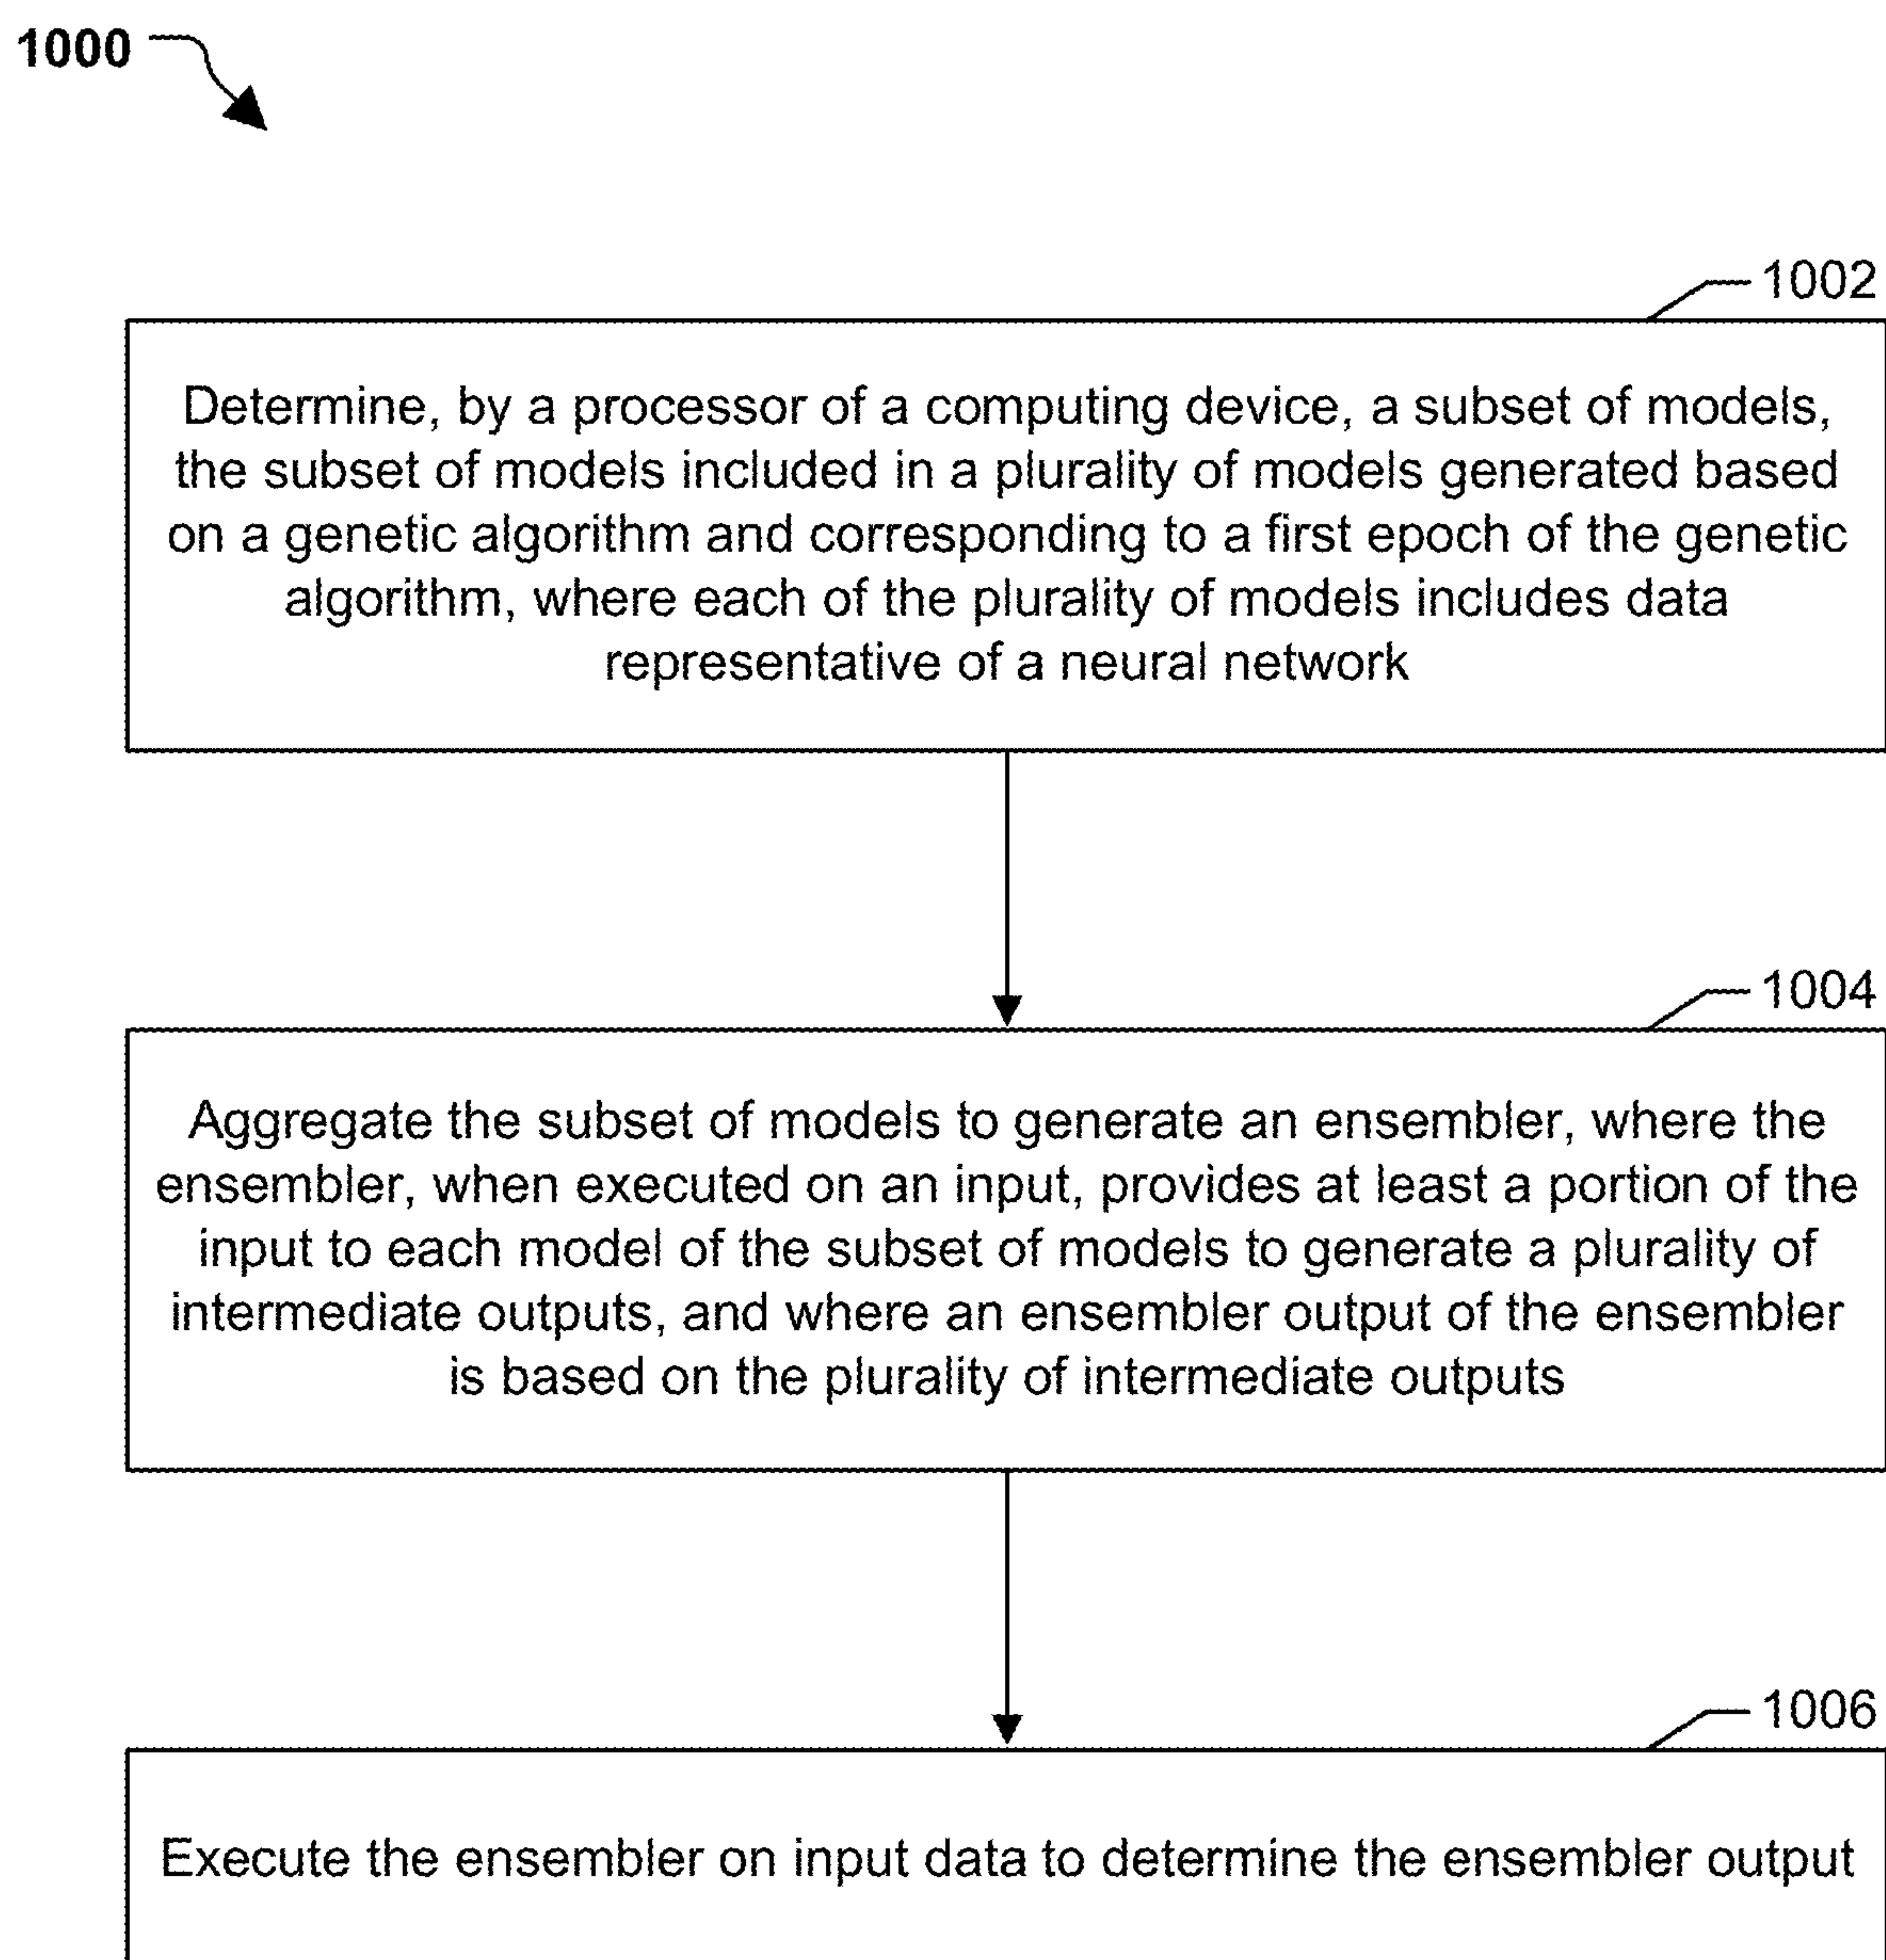 1000
1002
Determine, by a processor of a computing device, a subset of models,
the subset of models included in a plurality of models generated based
on a genetic algorithm and corresponding to a first epoch of the genetic
algorithm, where each of the plurality of models includes data
representative of a neural network
1004
Aggregate the subset of models to generate an ensembler, where the
ensembler, when executed on an input, provides at least a portion of the
input to each model of the subset of models to generate a plurality of
intermediate outputs, and where an ensembler output of the ensembler
is based on the plurality of intermediate outputs
1006
Execute the ensembler on input data to determine the ensembler output